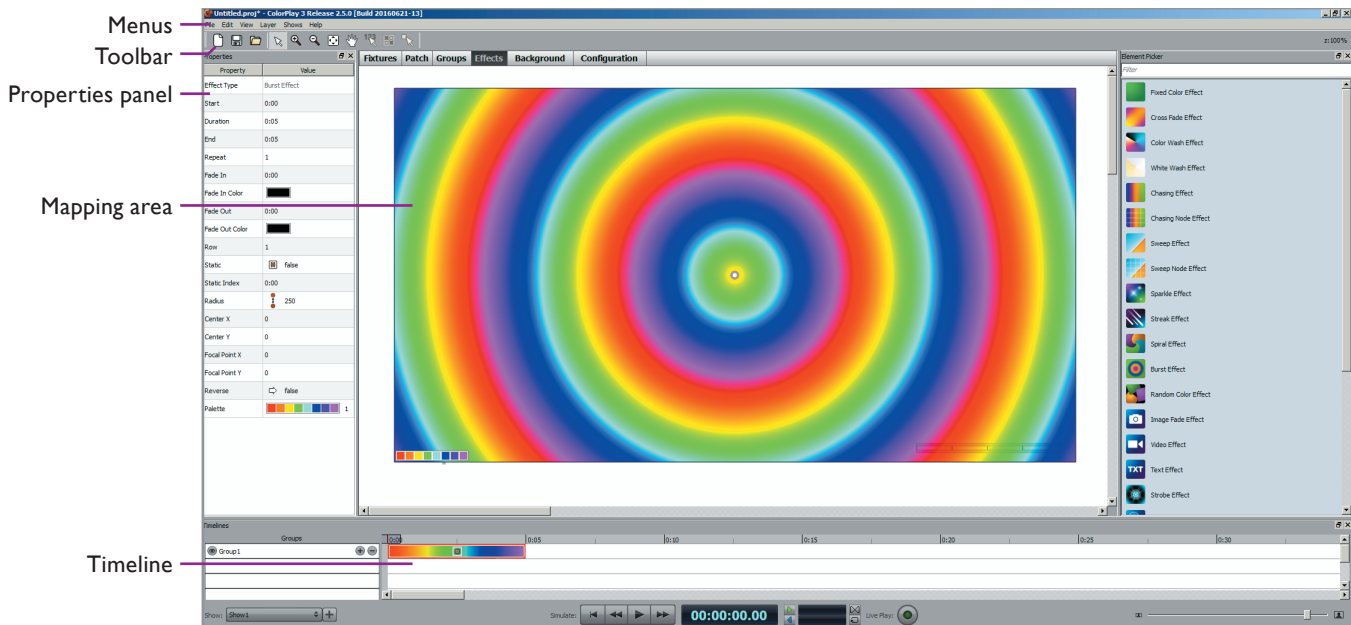 Untitled.proj* - ColorPlay 3 Release 2.5.0 [Build 20160621-13]
Menus
File Edit View Layer Shows Help
Toolbar
123
z:100%
Properties
Fixtures Patch Groups Effects Background Configuration
Element Picker
Property Value
Filter
Properties panel
Effect Type Burst Effect
Start 0:00
Duration 0:05
End 0:05
Repeat 1
Fade In 0:00
Fade In Color
Mapping area
Fade Out 0:00
Fade Out Color
Row 1
Static false
Static Index 0:00
Radius 250
Center X 0
Center Y 0
Focal Point X 0
Focal Point Y 0
Reverse false
Palette 1
Fixed Color Effect
Cross Fade Effect
Color Wash Effect
White Wash Effect
Chasing Effect
Chasing Node Effect
Sweep Effect
Sweep Node Effect
Sparkle Effect
Streak Effect
Spiral Effect
Burst Effect
Random Color Effect
Image Fade Effect
Video Effect
TXT Text Effect
Strobe Effect
Timelines
Groups
0:00 0:05 0:10 0:15 0:20 0:25 0:30
Group1
Timeline
Show: Show1
Simulate:
00:00:00.00
Live Play: